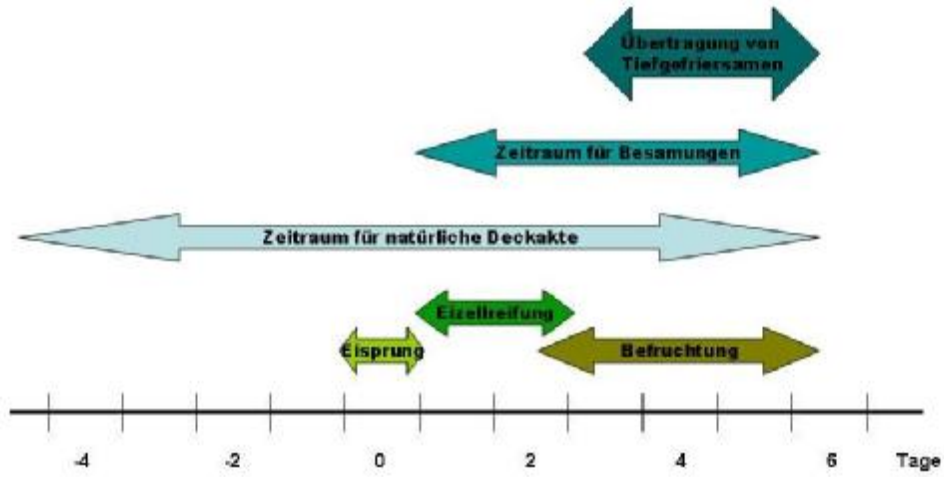 Übertragung von
Tiefgefriersamen
Zeitraum für Besamungen
Zeitraum für natürliche Deckakte
Eizellreifung
Eisprung
Befruchtung
-4 -2 0 2 4 6 Tage